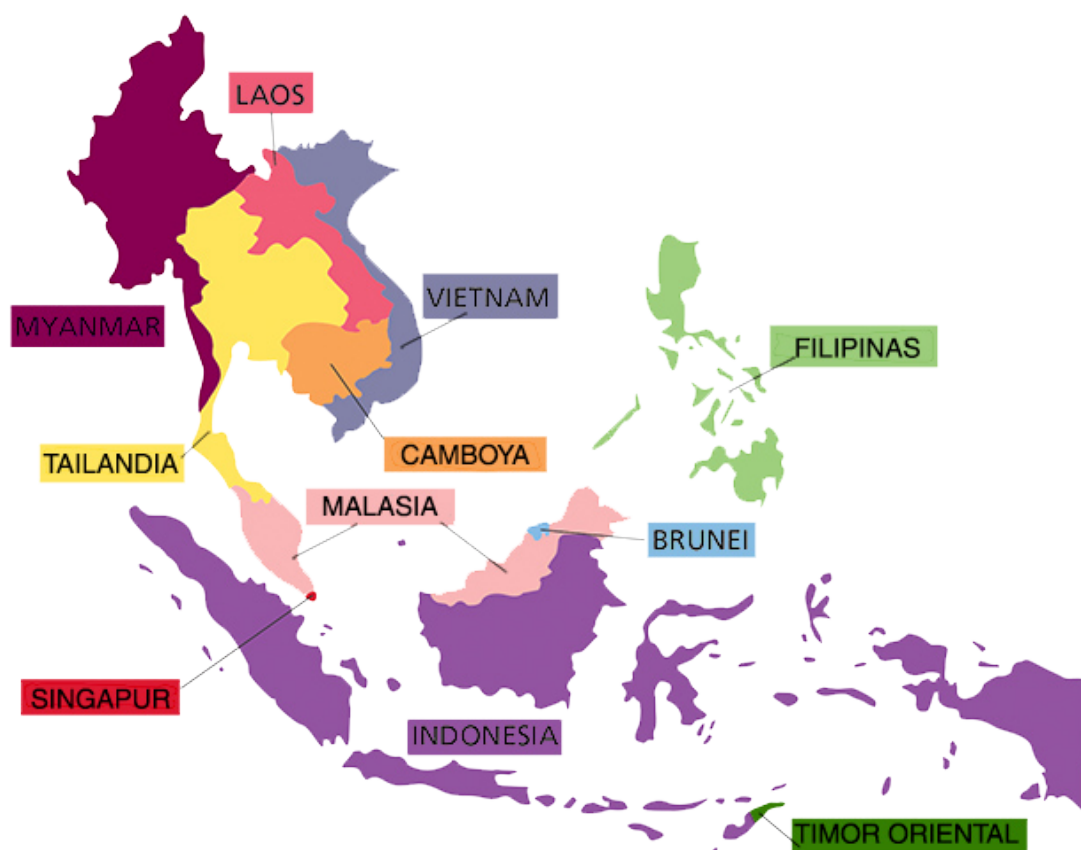 LAOS
VIETNAM
MYANMAR
FILIPINAS
TAILANDIA
CAMBOYA
MALASIA
BRUNEI
SINGAPUR
INDONESIA
TIMOR ORIENTAL